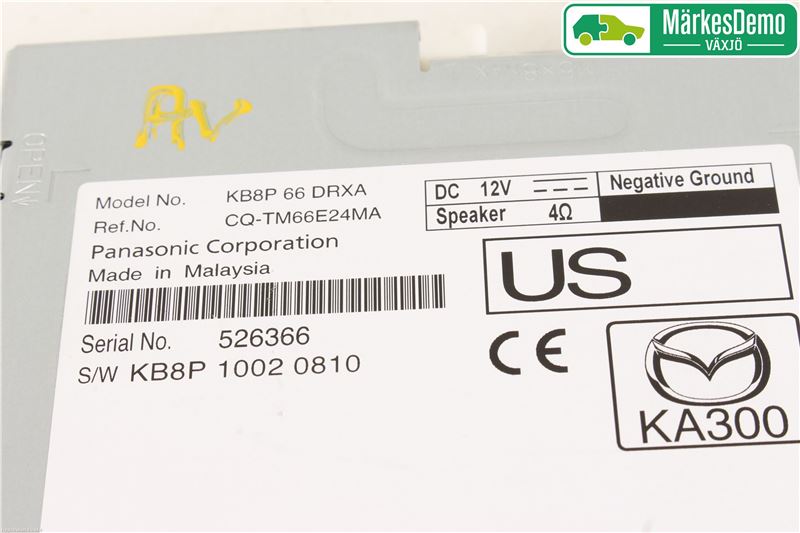 MärkesDemo
VÄXJÖ
AV
OPEN
Model No. KB8P 66 DRXA
Ref.No. CQ-TM66E24MA
Panasonic Corporation
Made in Malaysia
DC 12V
Negative Ground
Speaker 4Ω
US
Serial No. 526366
S/W KB8P 1002 0810
CE
KA300